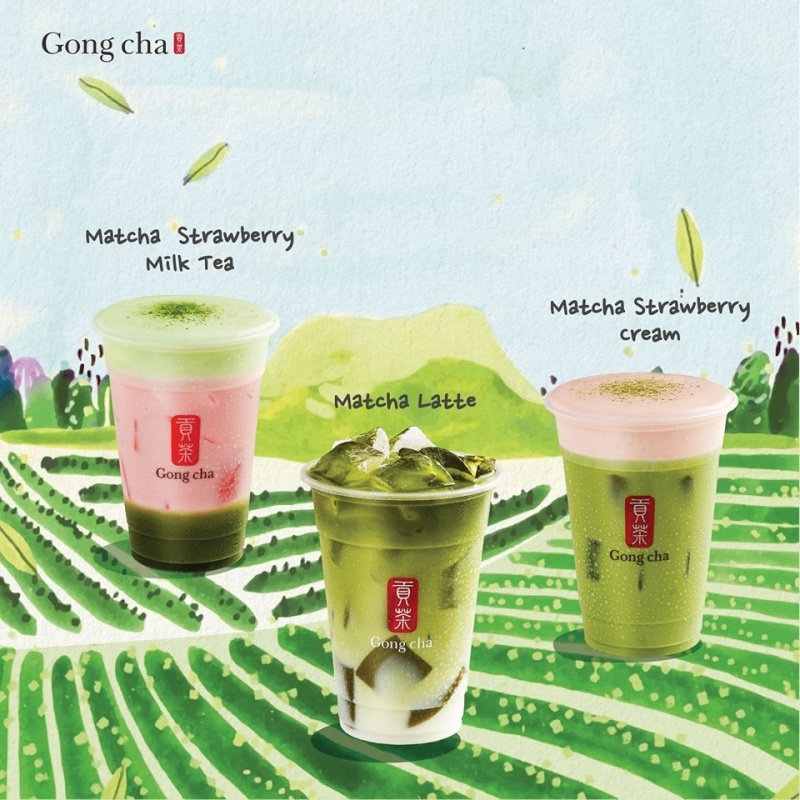 Gong cha 貢茶
Matcha Strawberry
Milk Tea
Matcha Strawberry
cream
Matcha Latte
貢茶
Gong cha
貢茶
Gong cha
貢茶
Gong cha